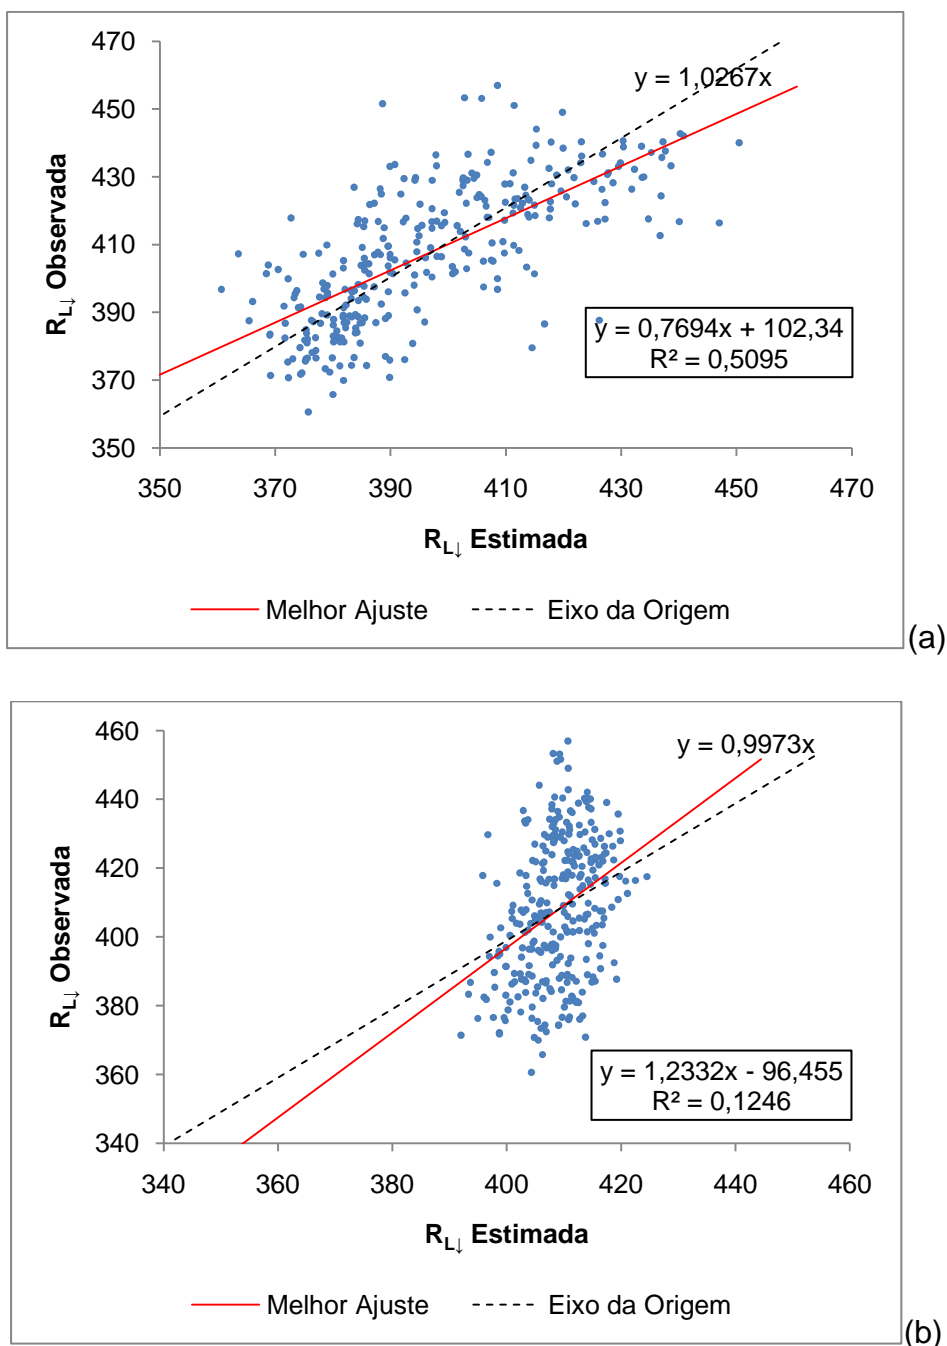 470
450
430
410
390
370
350
R_L↓ Observada
y = 1,0267x
y = 0,7694x + 102,34
R² = 0,5095
350 370 390 410 430 450 470
R_L↓ Estimada
Melhor Ajuste Eixo da Origem
(a)
460
440
420
400
380
360
340
R_L↓ Observada
y = 0,9973x
y = 1,2332x - 96,455
R² = 0,1246
340 360 380 400 420 440 460
R_L↓ Estimada
Melhor Ajuste Eixo da Origem
(b)